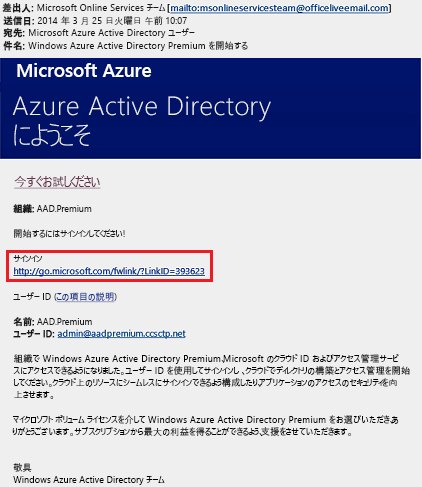 差出人: Microsoft Online Services チーム [mailto:msonlineservicesteam@officeliveemail.com]
送信日: 2014 年 3 月 25 日火曜日 午前 10:07
宛先: Microsoft Azure Active Directory ユーザー
件名: Windows Azure Active Directory Premium を開始する
Microsoft Azure
Azure Active Directory
にようこそ
今すぐお試しください
組織: AAD.Premium
開始するにはサインインしてください!
サインイン
http://go.microsoft.com/fwlink/?LinkID=393623
ユーザー ID (この項目の説明)
名前: AAD.Premium
ユーザー ID: admin@aadpremium.ccsctp.net
組織で Windows Azure Active Directory Premium,Microsoft のクラウド ID およびアクセス管理サービ
スにアクセスできるようになりました。ユーザー ID を使用してサインインし、クラウドでディレクトリの構築とアクセス管理を開始
してください。クラウド上のリソースにシームレスにサインインできるよう構成したり,アプリケーションのアクセスのセキュリティを向
上させます。
マイクロソフト ボリューム ライセンスを介して Windows Azure Active Directory Premium をお選びいただきあ
りがとうございます。サブスクリプションから最大の利益を得ることができるよう,支援をさせていただきます。
敬具
Windows Azure Active Directory チーム